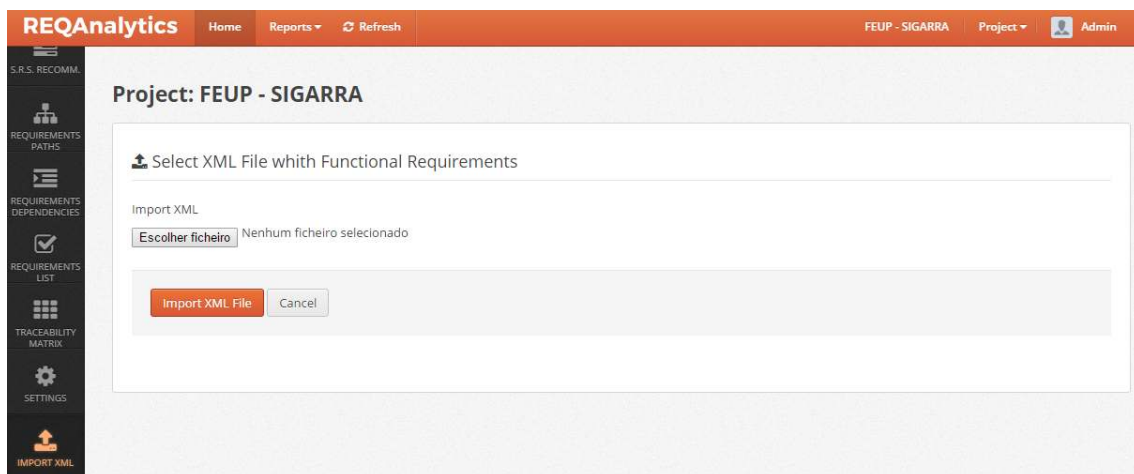 REQAnalytics Home Reports Refresh FEUP - SIGARRA Project Admin
S.R.S. RECOMM.
REQUIREMENTS
PATHS
REQUIREMENTS
DEPENDENCIES
REQUIREMENTS
LIST
TRACEABILITY
MATRIX
SETTINGS
IMPORT XML
Project: FEUP - SIGARRA
Select XML File whith Functional Requirements
Import XML
Escolher ficheiro Nenhum ficheiro selecionado
Import XML File Cancel